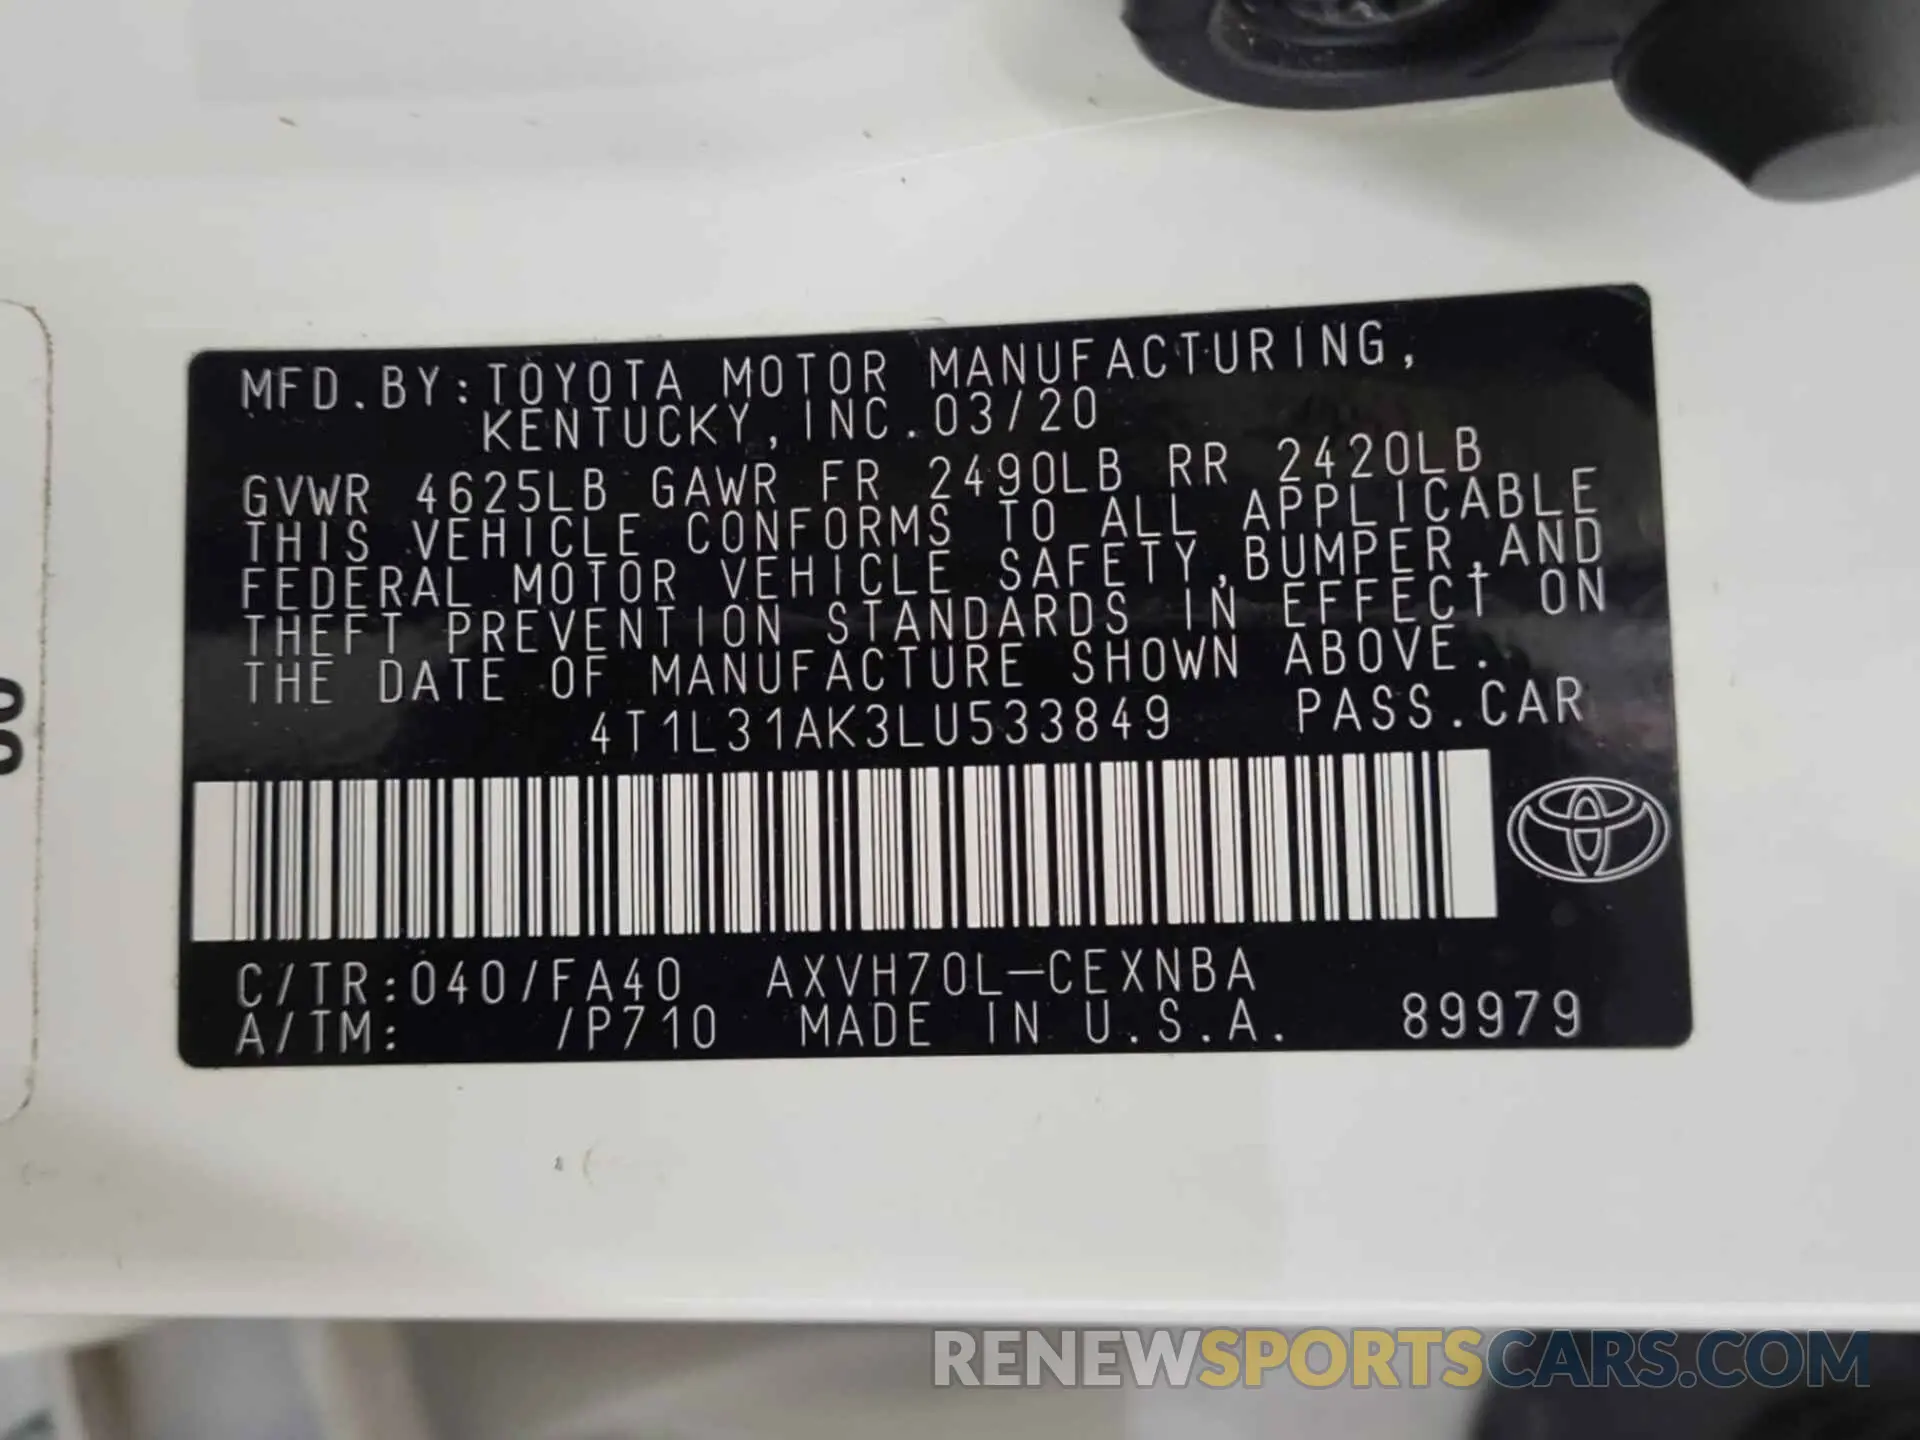 MFD.BY:TOYOTA MOTOR MANUFACTURING,
KENTUCKY,INC.03/20
GVWR 4625LB GAWR FR 2490LB RR 2420LB
THIS VEHICLE CONFORMS TO ALL APPLICABLE
FEDERAL MOTOR VEHICLE SAFETY,BUMPER,AND
THEFT PREVENTION STANDARDS IN EFFECT ON
THE DATE OF MANUFACTURE SHOWN ABOVE.
4T1L31AK3LU533849 PASS.CAR
C/TR:040/FA40 AXVH70L-CEXNBA
A/TM: /P710 MADE IN U.S.A. 89979
RENEWSPORTSCARS.COM